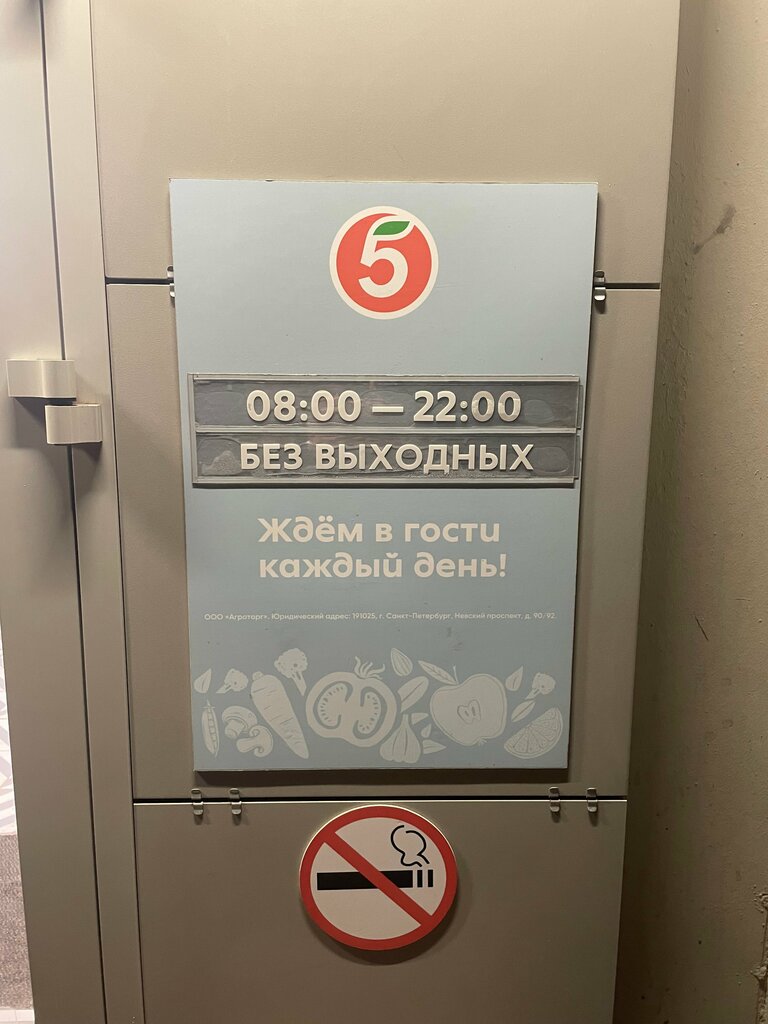 5
08:00 — 22:00
БЕЗ ВЫХОДНЫХ
Ждём в гости
каждый день!
ООО «Агроторг». Юридический адрес: 191025, г. Санкт-Петербург, Невский проспект, д. 90/92.